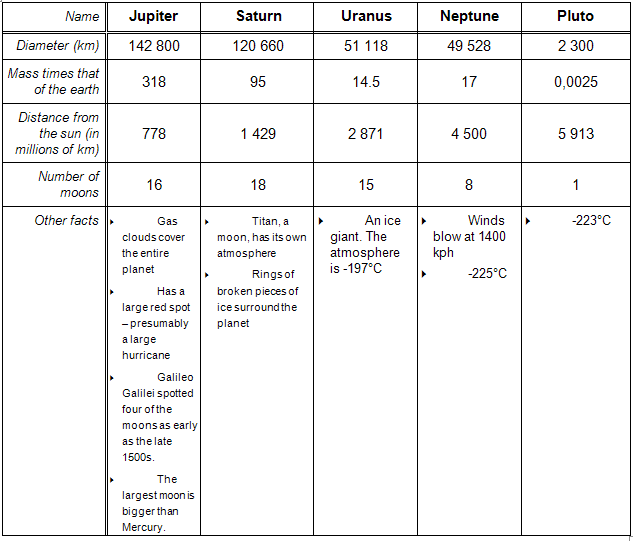 Name Jupiter Saturn Uranus Neptune Pluto
Diameter (km) 142 800 120 660 51 118 49 528 2 300
Mass times that
of the earth 318 95 14.5 17 0,0025
Distance from
the sun (in
millions of km) 778 1 429 2 871 4 500 5 913
Number of
moons 16 18 15 8 1
Other facts
Gas
clouds cover
the entire
planet
Has a
large red spot
– presumably
a large
hurricane
Galileo
Galilei spotted
four of the
moons as early
as the late
1500s.
The
largest moon is
bigger than
Mercury.
Titan, a
moon, has its own
atmosphere
Rings of
broken pieces of
ice surround the
planet
An ice
giant. The
atmosphere
is -197°C
Winds
blow at 1400
kph
-225°C
-223°C